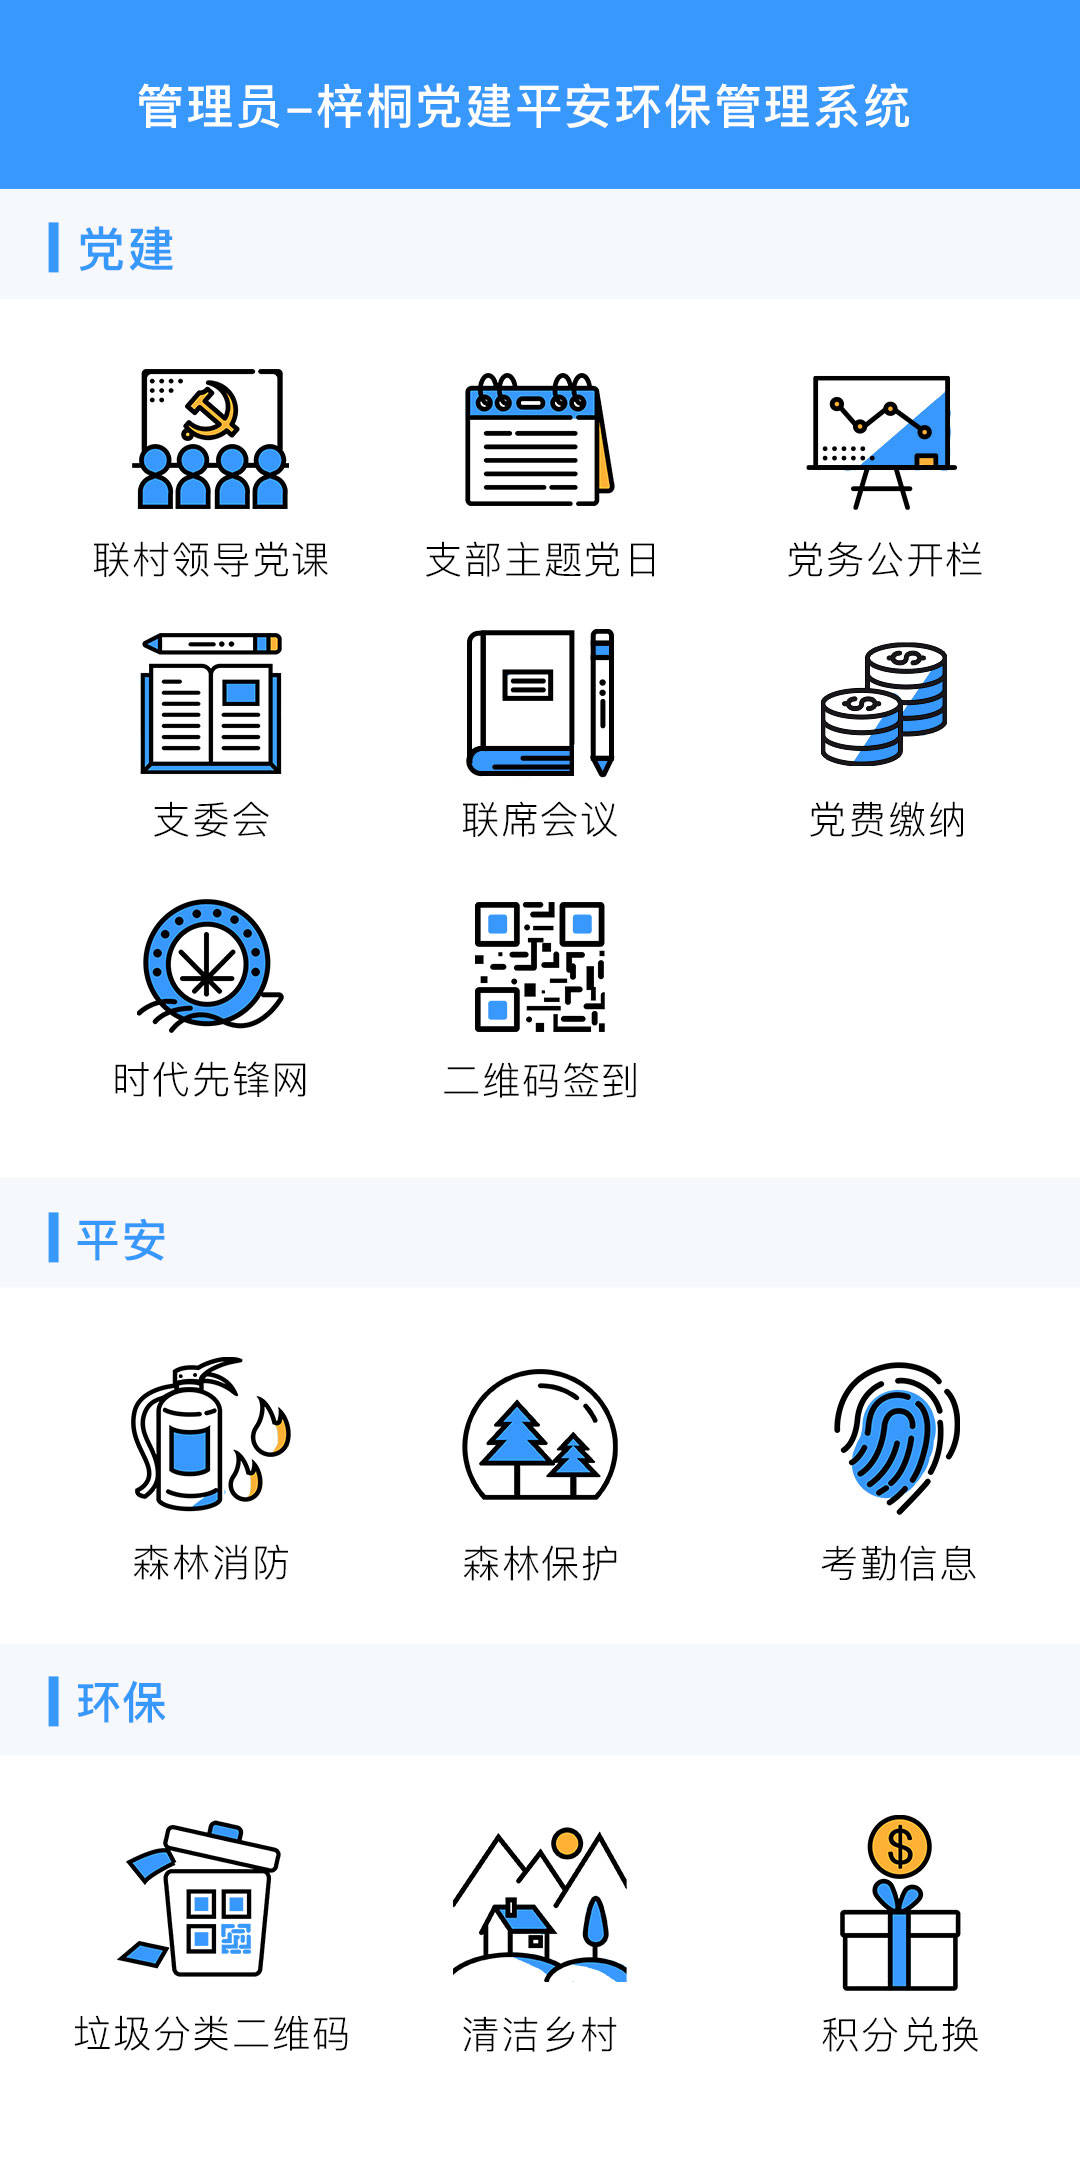 管理员-梓桐党建平安环保管理系统
党建
联村领导党课
支部主题党日
党务公开栏
支委会
联席会议
党费缴纳
时代先锋网
二维码签到
平安
森林消防
森林保护
考勤信息
环保
垃圾分类二维码
清洁乡村
积分兑换